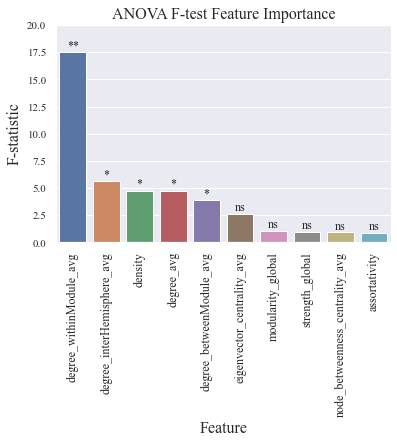 ANOVA F-test Feature Importance
F-statistic
20.0
17.5
15.0
12.5
10.0
7.5
5.0
2.5
0.0
**
*
*
*
*
ns
ns
ns
ns
ns
degree_withinModule_avg
degree_interHemisphere_avg
density
degree_avg
degree_betweenModule_avg
eigenvector_centrality_avg
modularity_global
strength_global
node_betweenness_centrality_avg
assortativity
Feature